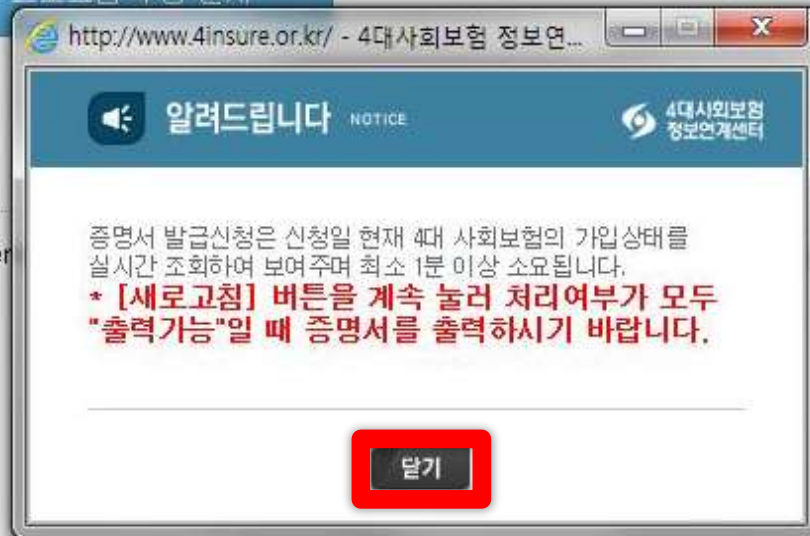 http://www.4insure.or.kr/ - 4대사회보험 정보연...
알려드립니다 NOTICE
4대사회보험
정보연계센터
증명서 발급신청은 신청일 현재 4대 사회보험의 가입상태를
실시간 조회하여 보여주며 최소 1분 이상 소요됩니다.
* [새로고침] 버튼을 계속 눌러 처리여부가 모두
"출력가능"일 때 증명서를 출력하시기 바랍니다.
닫기